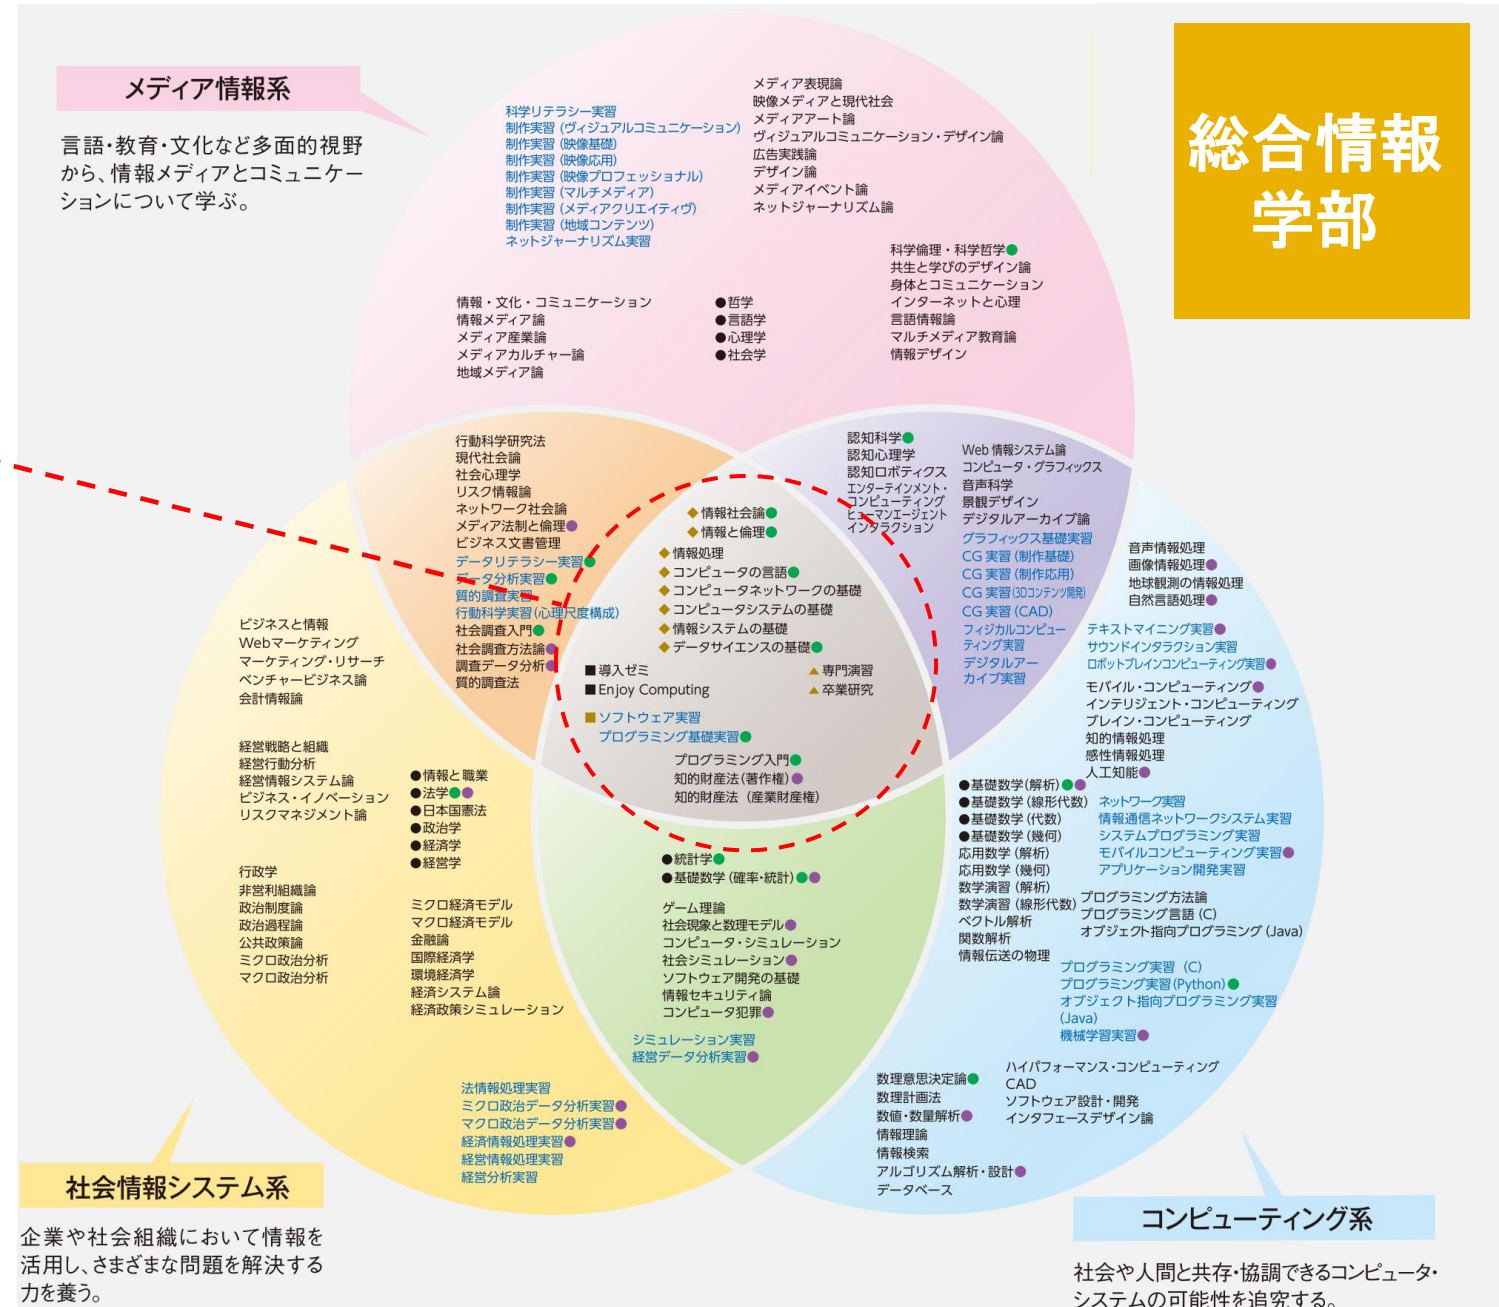 メディア情報系
言語・教育・文化など多面的視野
から、情報メディアとコミュニケー
ションについて学ぶ。
総合情報
学部
科学リテラシー実習
制作実習 (ヴィジュアルコミュニケーション)
制作実習 (映像基礎)
制作実習 (映像応用)
制作実習 (映像プロフェッショナル)
制作実習 (マルチメディア)
制作実習 (メディアクリエイティヴ)
制作実習 (地域コンテンツ)
ネットジャーナリズム実習
メディア表現論
映像メディアと現代社会
メディアアート論
ヴィジュアルコミュニケーション・デザイン論
広告実践論
デザイン論
メディアイベント論
ネットジャーナリズム論
情報・文化・コミュニケーション
情報メディア論
メディア産業論
メディアカルチャー論
地域メディア論
●哲学
●言語学
●心理学
●社会学
科学倫理・科学哲学●
共生と学びのデザイン論
身体とコミュニケーション
インターネットと心理
言語情報論
マルチメディア教育論
情報デザイン
行動科学研究法
現代社会論
社会心理学
リスク情報論
ネットワーク社会論
メディア法制と倫理●
ビジネス文書管理
データリテラシー実習●
データ分析実習●
質的調査実習
行動科学実習(心理尺度構成)
社会調査入門●
社会調査方法論●
調査データ分析●
質的調査法
認知科学●
認知心理学
認知ロボティクス
エンターテインメント・
コンピューティング
ヒューマンエージェント
インタラクション
Web 情報システム論
コンピュータ・グラフィックス
音声科学
景観デザイン
デジタルアーカイブ論
グラフィックス基礎実習
CG 実習 (制作基礎)
CG 実習 (制作応用)
CG 実習 (3Dコンテンツ開発)
CG 実習 (CAD)
フィジカルコンピュー
ティング実習
デジタルアー
カイブ実習
◆情報社会論●
◆情報と倫理●
◆情報処理
◆コンピュータの言語●
◆コンピュータネットワークの基礎
◆コンピュータシステムの基礎
◆情報システムの基礎
◆データサイエンスの基礎●
■導入ゼミ
■Enjoy Computing
▲専門演習
▲卒業研究
■ソフトウェア実習
プログラミング基礎実習●
プログラミング入門●
知的財産法(著作権)●
知的財産法 (産業財産権)
音声情報処理
画像情報処理●
地球観測の情報処理
自然言語処理●
テキストマイニング実習●
サウンドインタラクション実習
ロボットブレインコンピューティング実習●
モバイル・コンピューティング●
インテリジェント・コンピューティング
ブレイン・コンピューティング
知的情報処理
感性情報処理
人工知能●
ビジネスと情報
Webマーケティング
マーケティング・リサーチ
ベンチャービジネス論
会計情報論
経営戦略と組織
経営行動分析
経営情報システム論
ビジネス・イノベーション
リスクマネジメント論
●情報と職業
●法学●●
●日本国憲法
●政治学
●経済学
●経営学
行政学
非営利組織論
政治制度論
政治過程論
公共政策論
ミクロ政治分析
マクロ政治分析
ミクロ経済モデル
マクロ経済モデル
金融論
国際経済学
環境経済学
経済システム論
経済政策シミュレーション
法情報処理実習
ミクロ政治データ分析実習●
マクロ政治データ分析実習●
経済情報処理実習●
経営情報処理実習
経営分析実習
●統計学●
●基礎数学 (確率・統計)●●
ゲーム理論
社会現象と数理モデル●
コンピュータ・シミュレーション
社会シミュレーション●
ソフトウェア開発の基礎
情報セキュリティ論
コンピュータ犯罪●
シミュレーション実習
経営データ分析実習●
●基礎数学(解析)●●
●基礎数学 (線形代数)
●基礎数学 (代数)
●基礎数学 (幾何)
応用数学 (解析)
応用数学 (幾何)
数学演習 (解析)
数学演習 (線形代数)
ベクトル解析
関数解析
情報伝送の物理
ネットワーク実習
情報通信ネットワークシステム実習
システムプログラミング実習
モバイルコンピューティング実習●
アプリケーション開発実習
プログラミング方法論
プログラミング言語 (C)
オブジェクト指向プログラミング (Java)
プログラミング実習 (C)
プログラミング実習(Python)●
オブジェクト指向プログラミング実習
(Java)
機械学習実習●
数理意思決定論●
数理計画法
数値・数量解析●
情報理論
情報検索
アルゴリズム解析・設計●
データベース
ハイパフォーマンス・コンピューティング
CAD
ソフトウェア設計・開発
インタフェースデザイン論
社会情報システム系
企業や社会組織において情報を
活用し、さまざまな問題を解決する
力を養う。
コンピューティング系
社会や人間と共存・協調できるコンピュータ・
システムの可能性を追究する。